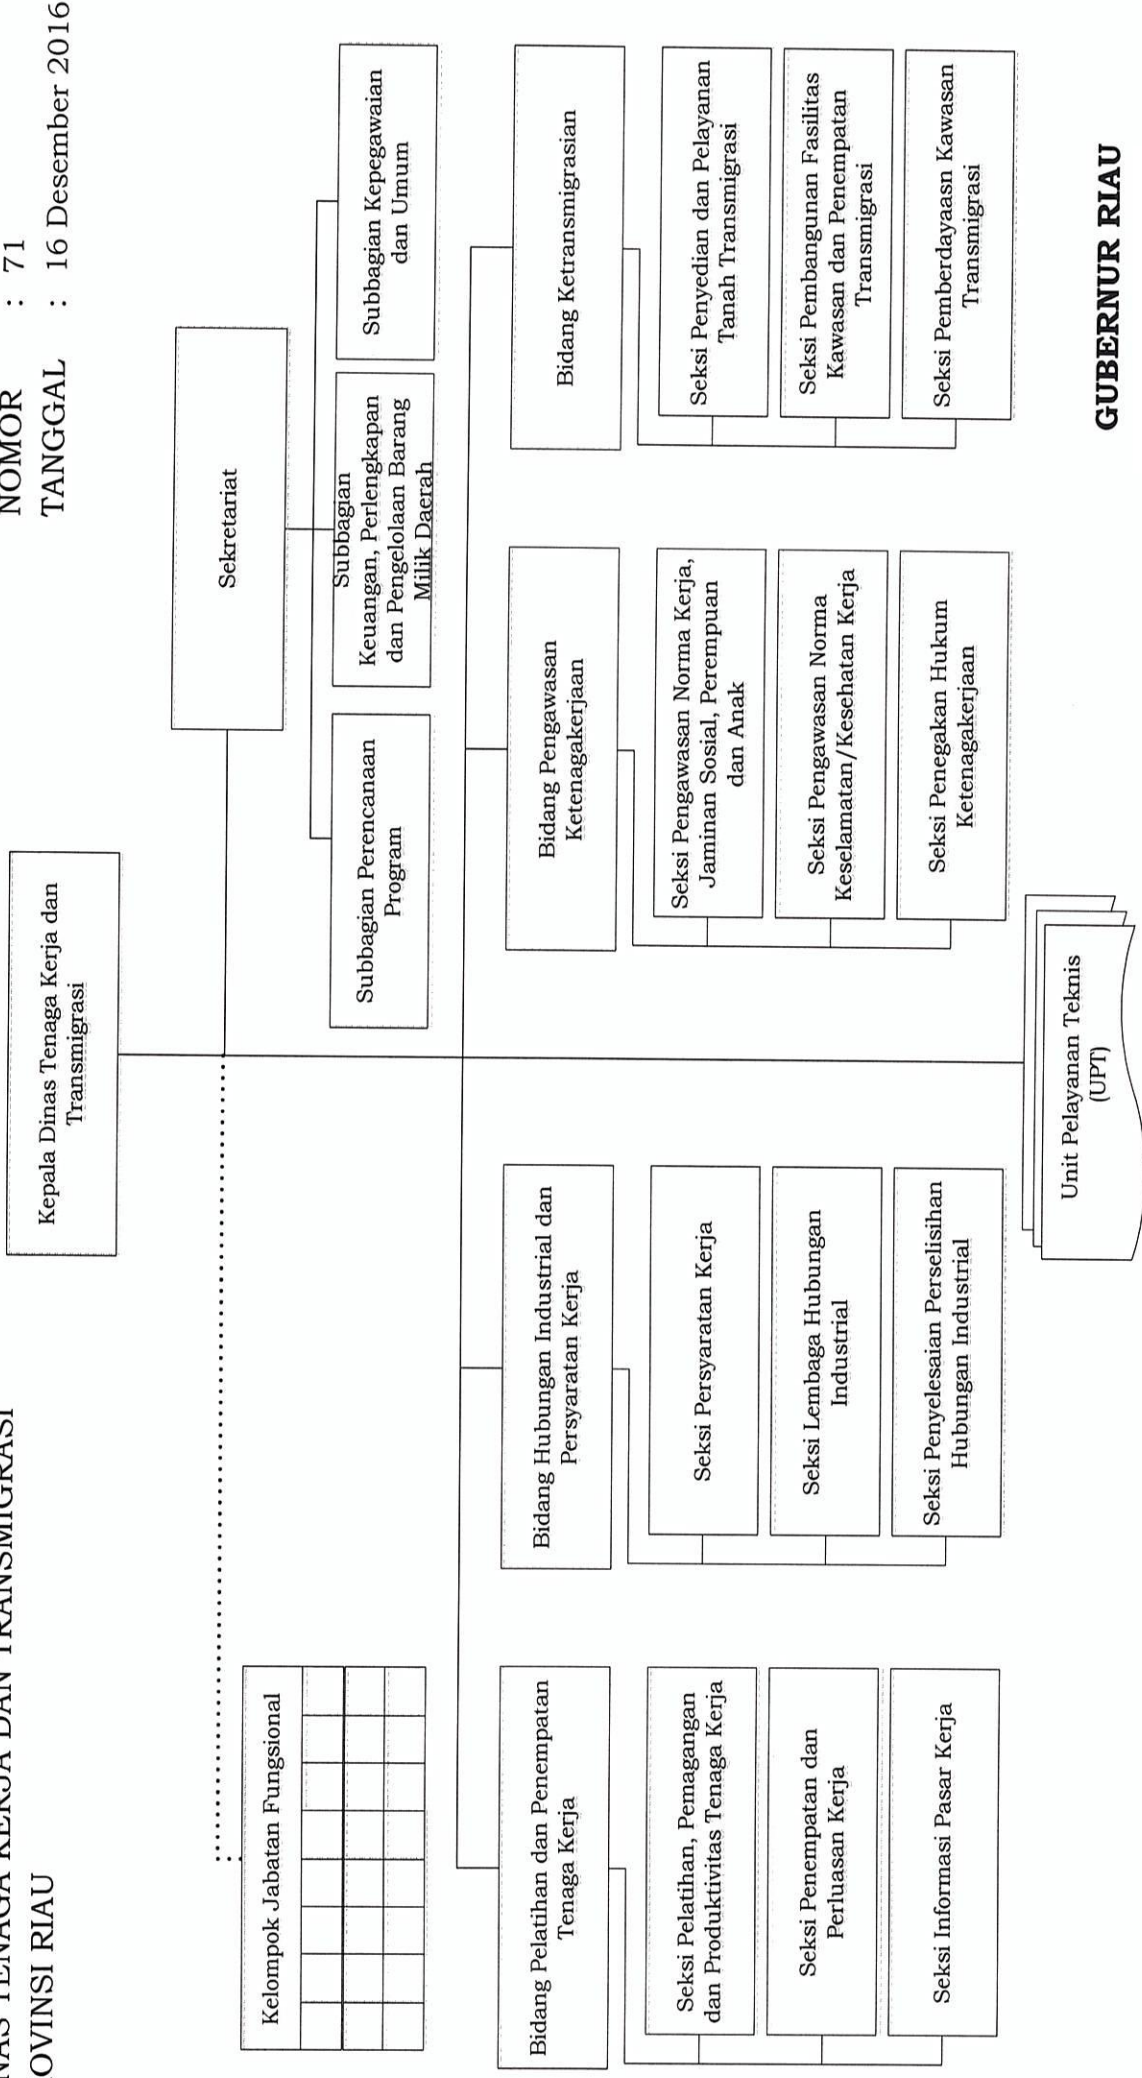 TENAGA KERJA DAN TRANSMIGRASI
RIAU
NOMOR : 71
TANGGAL : 16 Desember 2016
Kepala Dinas Tenaga Kerja dan
Transmigrasi
Sekretariat
Kelompok Jabatan Fungsional
Subbagian Perencanaan
Program
Subbagian
Keuangan, Perlengkapan
dan Pengelolaan Barang
Milik Daerah
Subbagian Kepegawaian
dan Umum
Bidang Pelatihan dan Penempatan
Tenaga Kerja
Seksi Pelatihan, Pemagangan
dan Produktivitas Tenaga Kerja
Seksi Penempatan dan
Perluasan Kerja
Seksi Informasi Pasar Kerja
Bidang Hubungan Industrial dan
Persyaratan Kerja
Seksi Persyaratan Kerja
Seksi Lembaga Hubungan
Industrial
Seksi Penyelesaian Perselisihan
Hubungan Industrial
Bidang Pengawasan
Ketenagakerjaan
Seksi Pengawasan Norma Kerja,
Jaminan Sosial, Perempuan
dan Anak
Seksi Pengawasan Norma
Keselamatan/Kesehatan Kerja
Seksi Penegakan Hukum
Ketenagakerjaan
Bidang Ketransmigrasian
Seksi Penyedian dan Pelayanan
Tanah Transmigrasi
Seksi Pembangunan Fasilitas
Kawasan dan Penempatan
Transmigrasi
Seksi Pemberdayaasn Kawasan
Transmigrasi
Unit Pelayanan Teknis
(UPT)
GUBERNUR RIAU